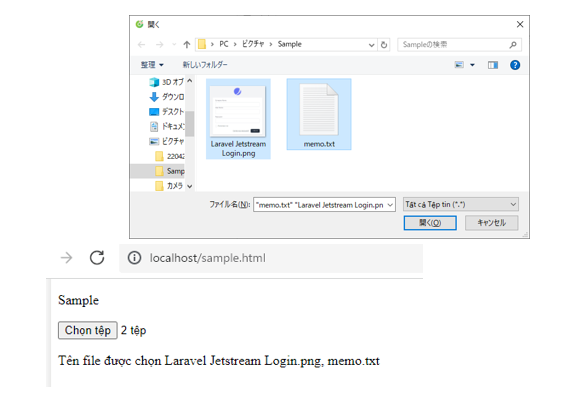 開く
PC › ピクチャ › Sample
Sampleの検索
整理
新しいフォルダー
3D オブ
ダウンロ
デスクト
ドキュメン
ピクチャ
22042
Samp
カメラ
Laravel Jetstream
Login.png
memo.txt
ファイル名(N):
"memo.txt" "Laravel Jetstream Login.pn
Tất cả Tệp tin (*.*)
開く(O)
キャンセル
localhost/sample.html
Sample
Chọn tệp 2 tệp
Tên file được chọn Laravel Jetstream Login.png, memo.txt